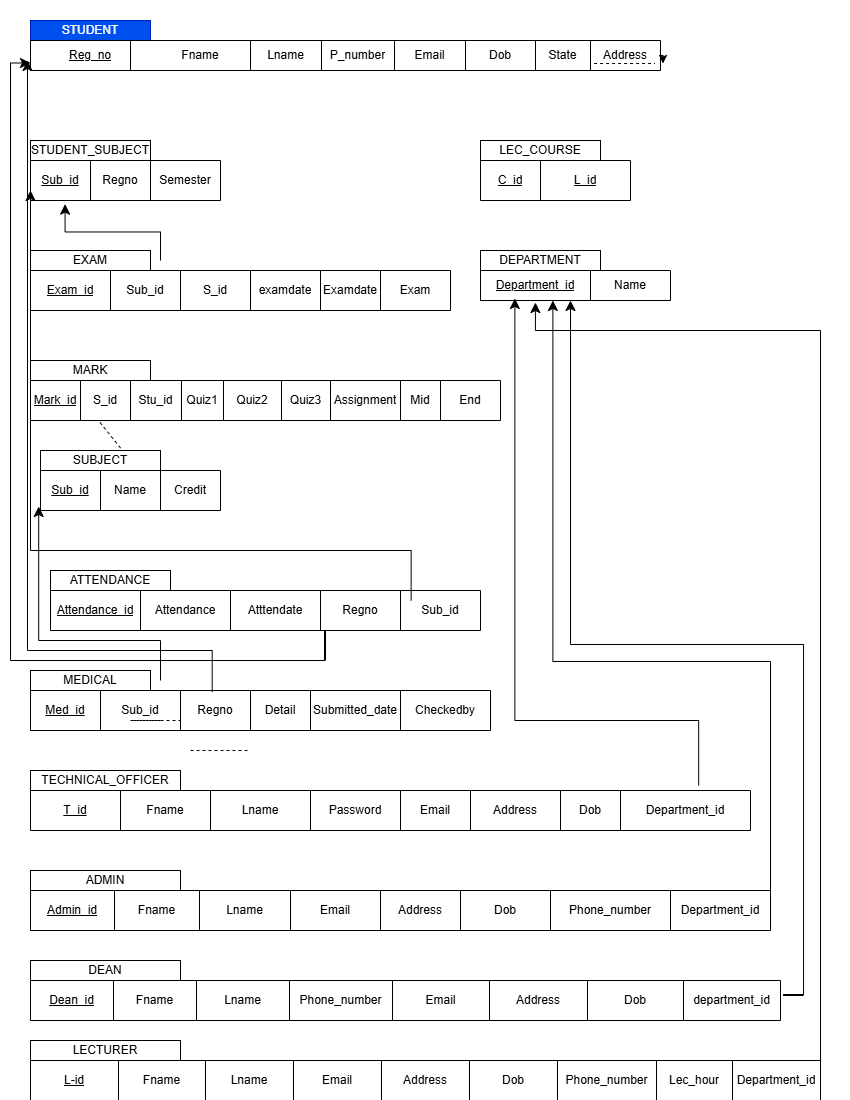 STUDENT
Reg_no Fname Lname P_number Email Dob State Address
STUDENT_SUBJECT
Sub_id Regno Semester
LEC_COURSE
C_id L_id
EXAM
Exam_id Sub_id S_id examdate Examdate Exam
DEPARTMENT
Department_id Name
MARK
Mark_id S_id Stu_id Quiz1 Quiz2 Quiz3 Assignment Mid End
SUBJECT
Sub_id Name Credit
ATTENDANCE
Attendance_id Attendance Atttendate Regno Sub_id
MEDICAL
Med_id Sub_id Regno Detail Submitted_date Checkedby
TECHNICAL_OFFICER
T_id Fname Lname Password Email Address Dob Department_id
ADMIN
Admin_id Fname Lname Email Address Dob Phone_number Department_id
DEAN
Dean_id Fname Lname Phone_number Email Address Dob department_id
LECTURER
L-id Fname Lname Email Address Dob Phone_number Lec_hour Department_id